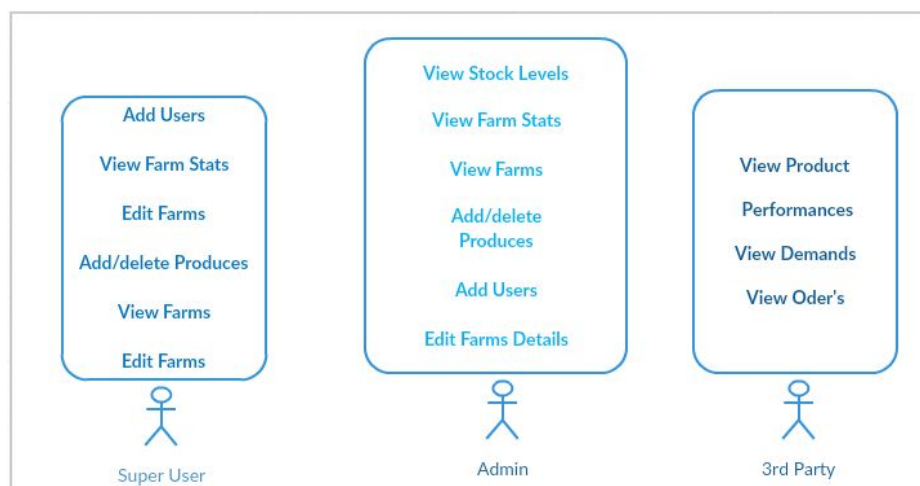 Add Users
View Farm Stats
Edit Farms
Add/delete Produces
View Farms
Edit Farms
Super User
View Stock Levels
View Farm Stats
View Farms
Add/delete
Produces
Add Users
Edit Farms Details
Admin
View Product
Performances
View Demands
View Oder's
3rd Party